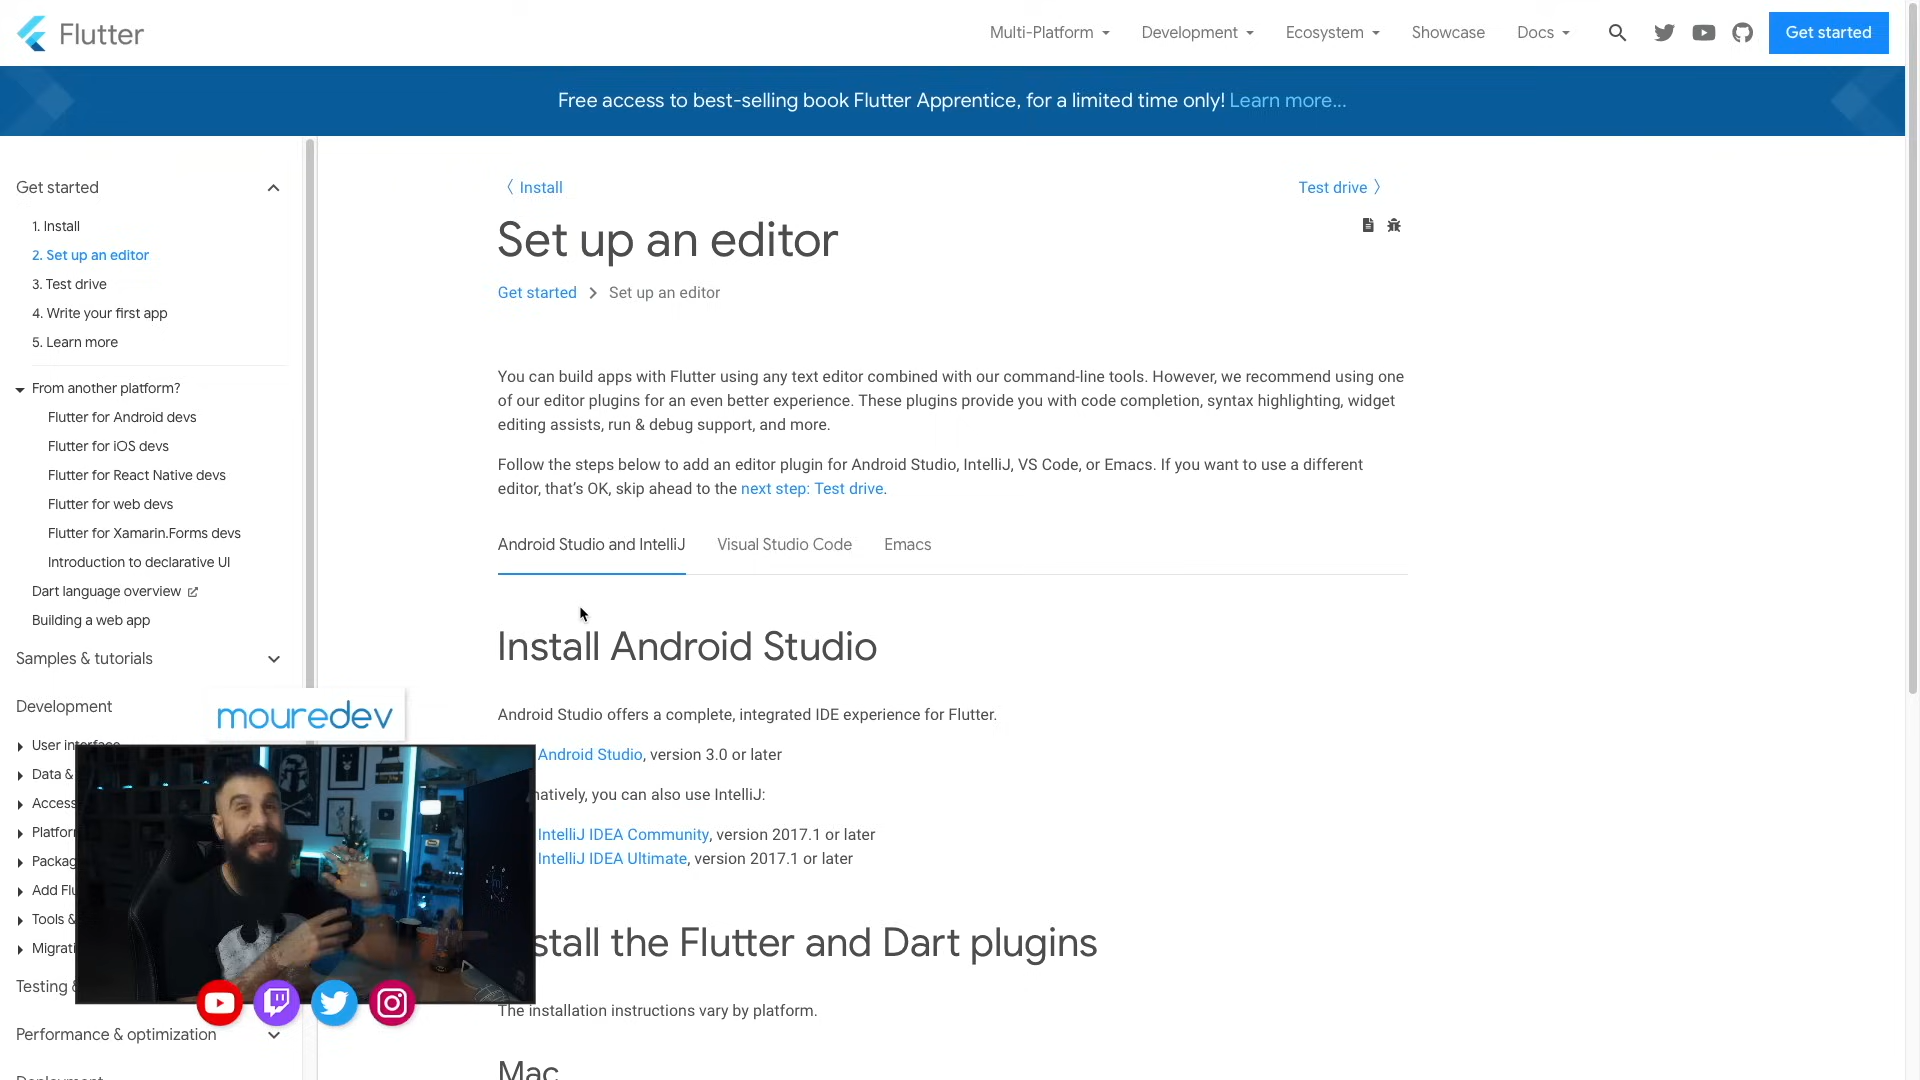 Flutter
Multi-Platform
Development
Ecosystem
Showcase
Docs
Get started
Free access to best-selling book Flutter Apprentice, for a limited time only! Learn more...
Get started
1. Install
2. Set up an editor
3. Test drive
4. Write your first app
5. Learn more
From another platform?
Flutter for Android devs
Flutter for iOS devs
Flutter for React Native devs
Flutter for web devs
Flutter for Xamarin.Forms devs
Introduction to declarative UI
Dart language overview
Building a web app
Samples & tutorials
Development
User interface
Data &
Access
Platfor
Packag
Add Flu
Tools &
Migrati
Testing &
Performance & optimization
mouredev
〈 Install
Test drive 〉
Set up an editor
Get started > Set up an editor
You can build apps with Flutter using any text editor combined with our command-line tools. However, we recommend using one
of our editor plugins for an even better experience. These plugins provide you with code completion, syntax highlighting, widget
editing assists, run & debug support, and more.
Follow the steps below to add an editor plugin for Android Studio, IntelliJ, VS Code, or Emacs. If you want to use a different
editor, that’s OK, skip ahead to the next step: Test drive.
Android Studio and IntelliJ
Visual Studio Code
Emacs
Install Android Studio
Android Studio offers a complete, integrated IDE experience for Flutter.
Android Studio, version 3.0 or later
natively, you can also use IntelliJ:
IntelliJ IDEA Community, version 2017.1 or later
IntelliJ IDEA Ultimate, version 2017.1 or later
stall the Flutter and Dart plugins
The installation instructions vary by platform.
Mac